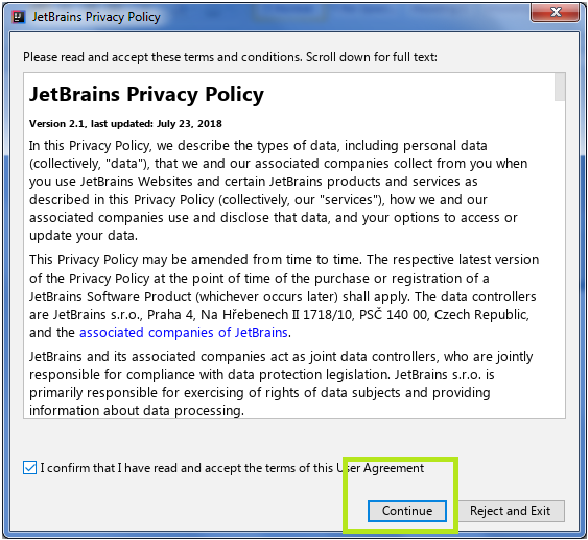 JetBrains Privacy Policy
Please read and accept these terms and conditions. Scroll down for full text:
JetBrains Privacy Policy
Version 2.1, last updated: July 23, 2018
In this Privacy Policy, we describe the types of data, including personal data
(collectively, "data"), that we and our associated companies collect from you when
you use JetBrains Websites and certain JetBrains products and services as
described in this Privacy Policy (collectively, our "services"), how we and our
associated companies use and disclose that data, and your options to access or
update your data.
This Privacy Policy may be amended from time to time. The respective latest version
of the Privacy Policy at the point of time of the purchase or registration of a
JetBrains Software Product (whichever occurs later) shall apply. The data controllers
are JetBrains s.r.o., Praha 4, Na Hřebenech II 1718/10, PSČ 140 00, Czech Republic,
and the associated companies of JetBrains.
JetBrains and its associated companies act as joint data controllers, who are jointly
responsible for compliance with data protection legislation. JetBrains s.r.o. is
primarily responsible for exercising of rights of data subjects and providing
information about data processing.
I confirm that I have read and accept the terms of this User Agreement
Continue
Reject and Exit